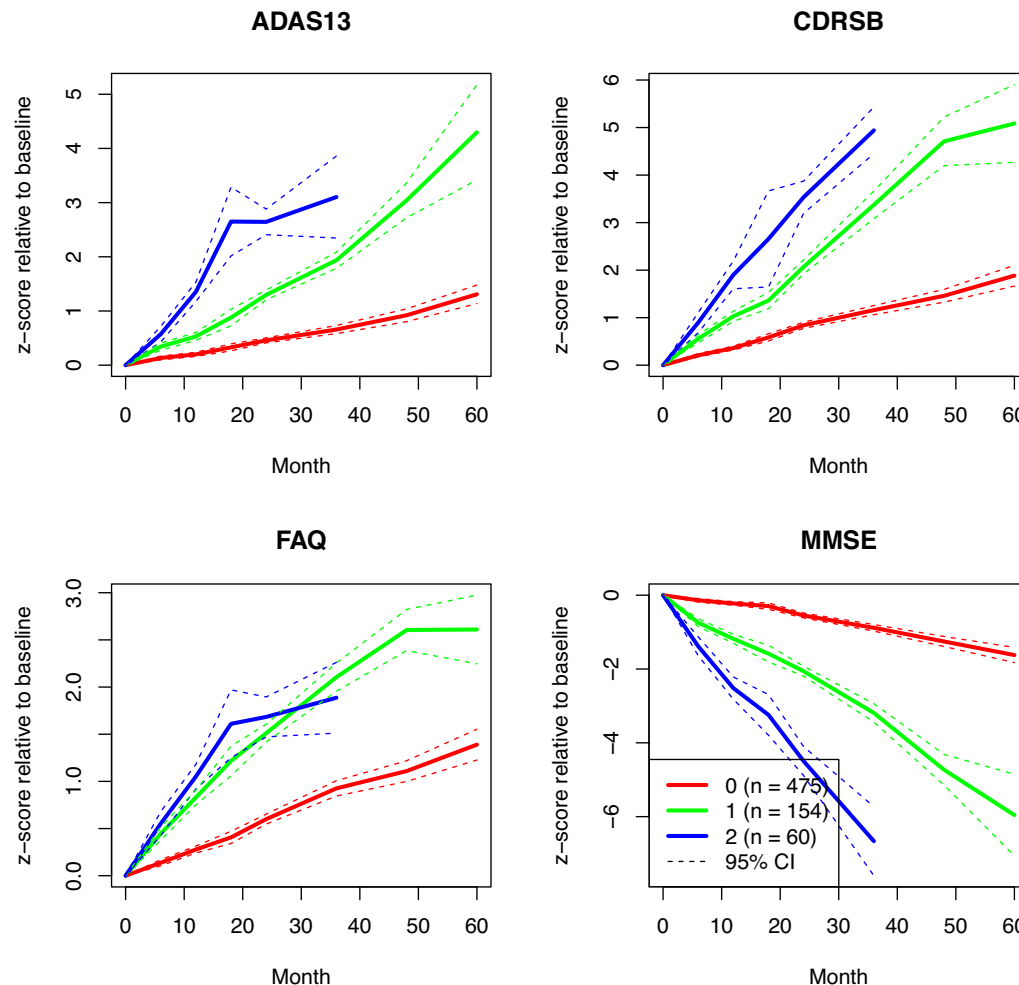 ADAS13
z-score relative to baseline
0 1 2 3 4 5
0 10 20 30 40 50 60
Month
CDRSB
z-score relative to baseline
0 1 2 3 4 5 6
0 10 20 30 40 50 60
Month
FAQ
z-score relative to baseline
0.0 1.0 2.0 3.0
0 10 20 30 40 50 60
Month
MMSE
z-score relative to baseline
−6 −4 −2 0
0 (n = 475)
1 (n = 154)
2 (n = 60)
95% CI
0 10 20 30 40 50 60
Month